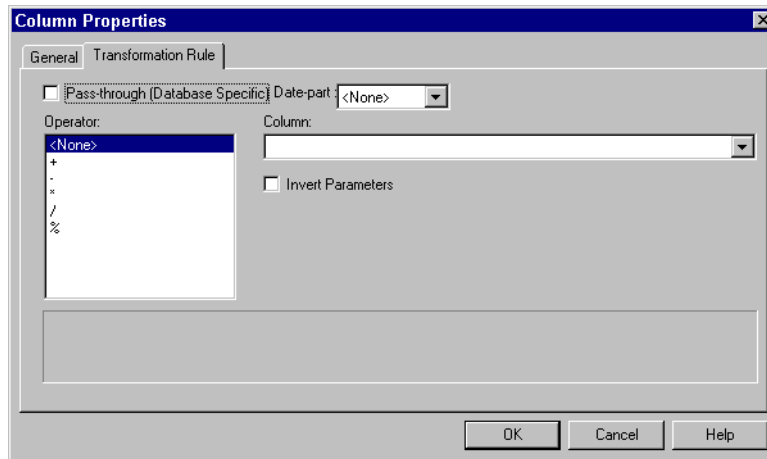 Column Properties
General Transformation Rule
Pass-through (Database Specific) Date-part : <None>
Operator: Column:
<None>
+
-
*
/
%
Invert Parameters
OK Cancel Help